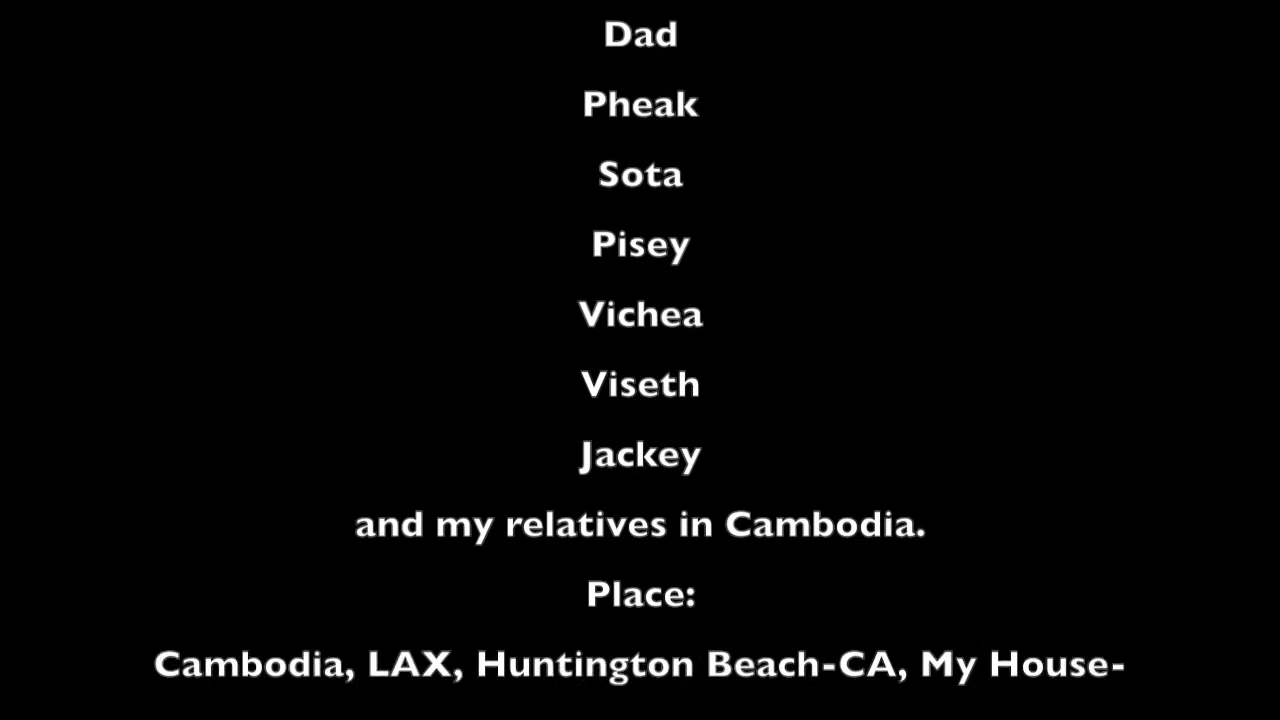 Dad
Pheak
Sota
Pisey
Vichea
Viseth
Jackey
and my relatives in Cambodia.
Place:
Cambodia, LAX, Huntington Beach-CA, My House-